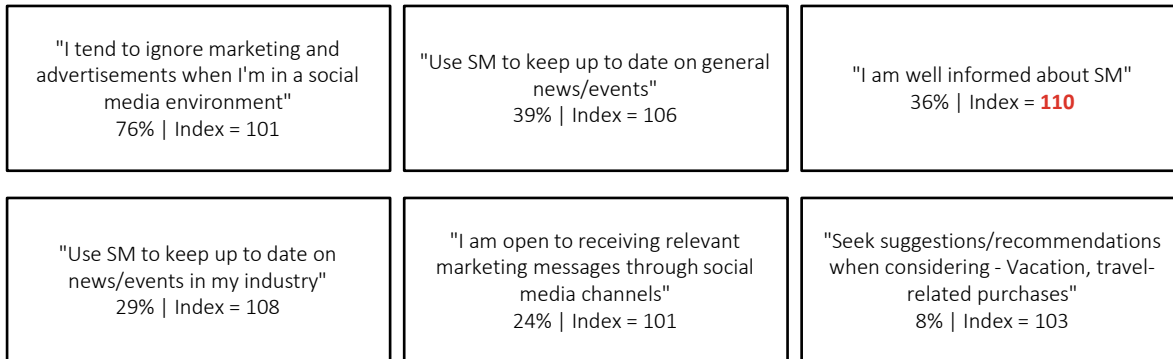 "I tend to ignore marketing and
advertisements when I'm in a social
media environment"
76% | Index = 101
"Use SM to keep up to date on general
news/events"
39% | Index = 106
"I am well informed about SM"
36% | Index = 110
"Use SM to keep up to date on
news/events in my industry"
29% | Index = 108
"I am open to receiving relevant
marketing messages through social
media channels"
24% | Index = 101
"Seek suggestions/recommendations
when considering - Vacation, travel-
related purchases"
8% | Index = 103